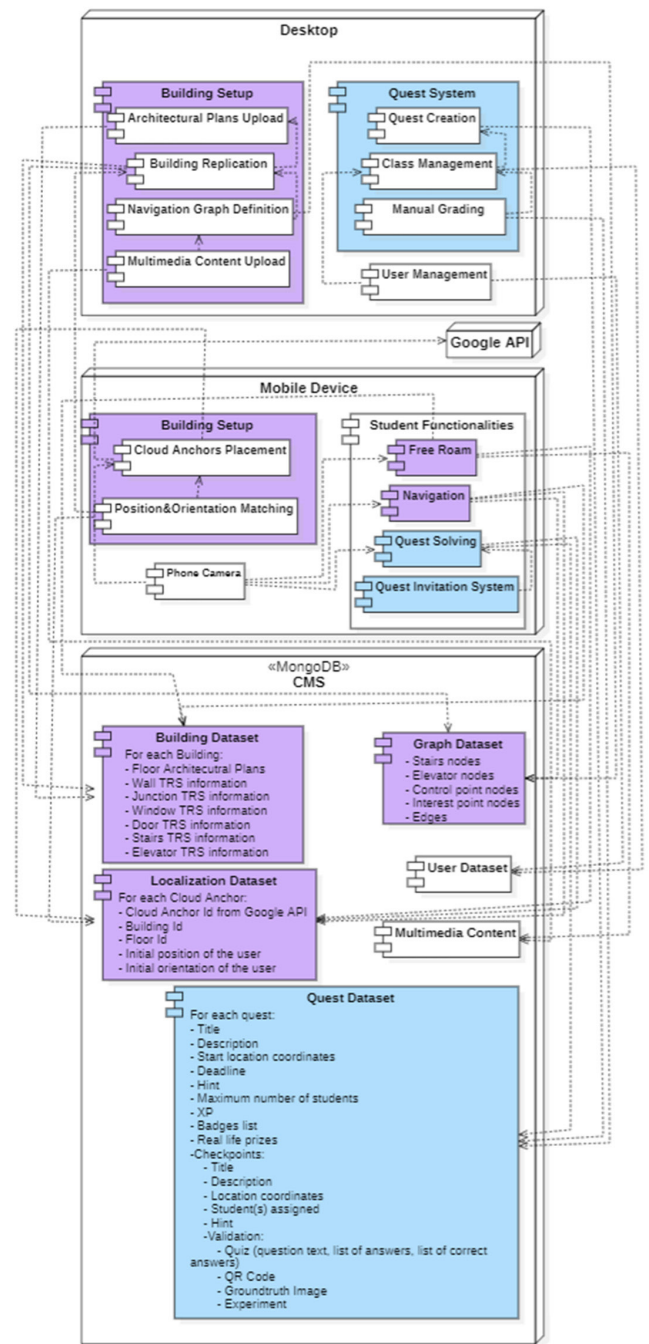 Desktop
Building Setup
Architectural Plans Upload
Building Replication
Navigation Graph Definition
Multimedia Content Upload
Quest System
Quest Creation
Class Management
Manual Grading
User Management
Google API
Mobile Device
Building Setup
Cloud Anchors Placement
Position&Orientation Matching
Phone Camera
Student Functionalities
Free Roam
Navigation
Quest Solving
Quest Invitation System
«MongoDB»
CMS
Building Dataset
For each Building:
- Floor Architecutral Plans
- Wall TRS information
- Junction TRS information
- Window TRS information
- Door TRS information
- Stairs TRS information
- Elevator TRS information
Graph Dataset
- Stairs nodes
- Elevator nodes
- Control point nodes
- Interest point nodes
- Edges
User Dataset
Localization Dataset
For each Cloud Anchor:
- Cloud Anchor Id from Google API
- Building Id
- Floor Id
- Initial position of the user
- Initial orientation of the user
Multimedia Content
Quest Dataset
For each quest:
- Title
- Description
- Start location coordinates
- Deadline
- Hint
- Maximum number of students
- XP
- Badges list
- Real life prizes
-Checkpoints:
- Title
- Description
- Location coordinates
- Student(s) assigned
- Hint
-Validation:
- Quiz (question text, list of answers, list of correct
answers)
- QR Code
- Groundtruth Image
- Experiment